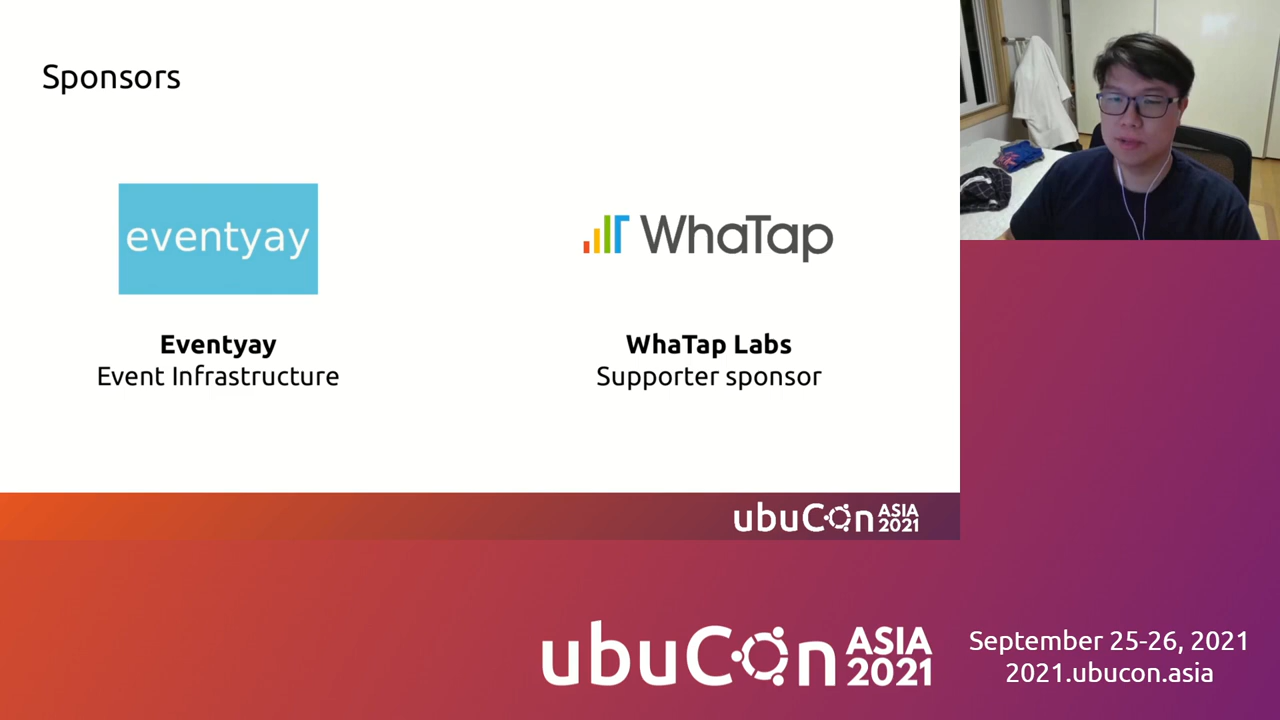 Sponsors
eventyay
WhaTap
Eventyay
Event Infrastructure
WhaTap Labs
Supporter sponsor
ubuCon ASIA 2021
ubuCon ASIA 2021
September 25-26, 2021
2021.ubucon.asia